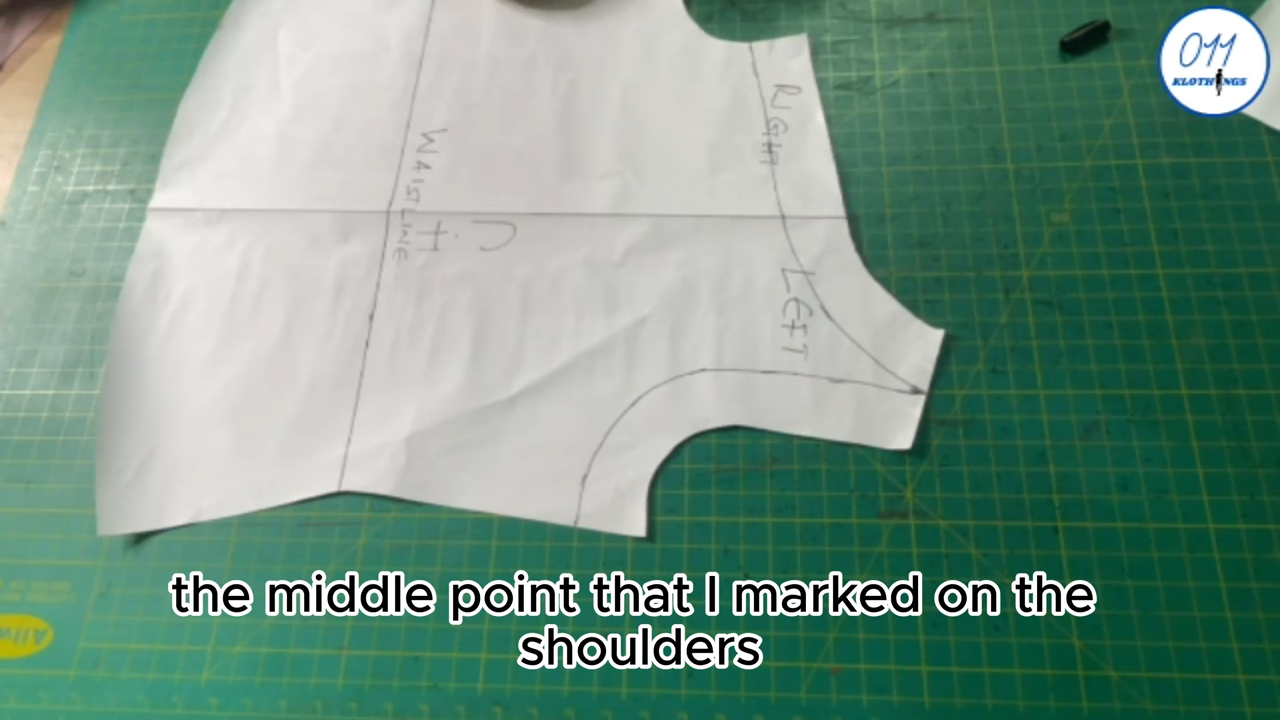 011
KLOTHINGS
RIGHT
WAISTLINE
LEFT
the middle point that I marked on the
shoulders